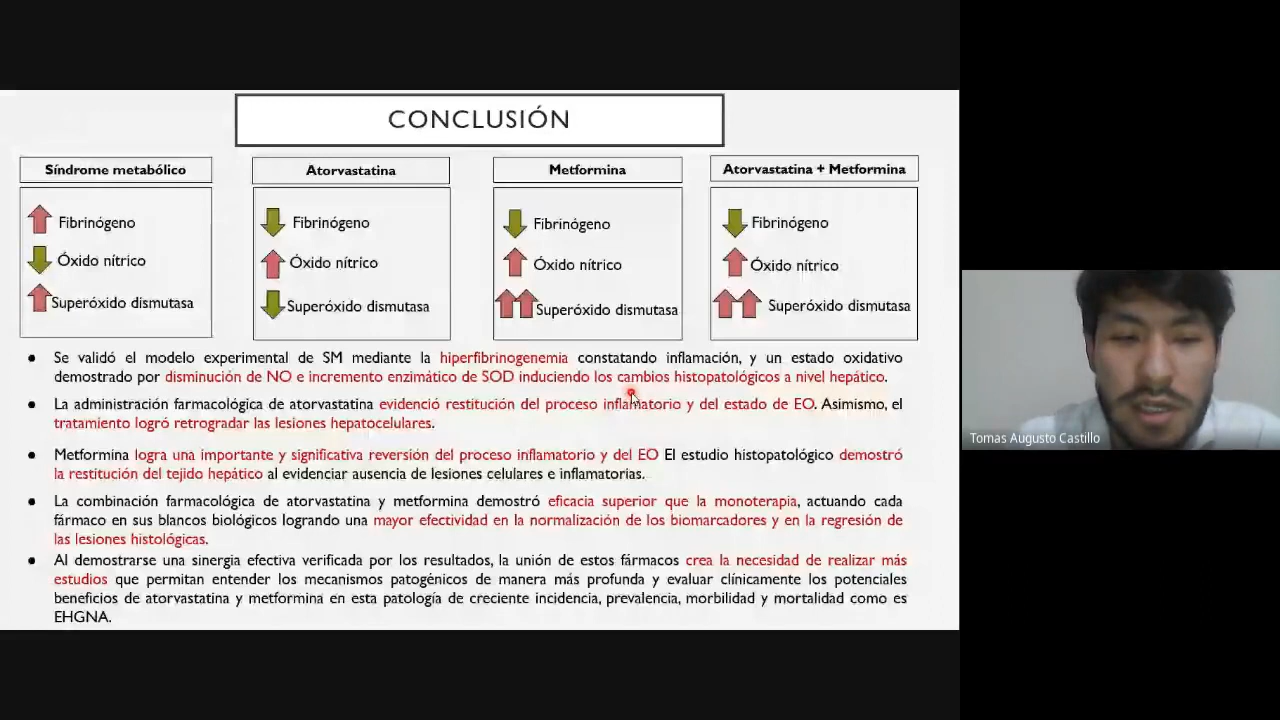 CONCLUSIÓN
Síndrome metabólico
Fibrinógeno
Óxido nítrico
Superóxido dismutasa
Atorvastatina
Fibrinógeno
Óxido nítrico
Superóxido dismutasa
Metformina
Fibrinógeno
Óxido nítrico
Superóxido dismutasa
Atorvastatina + Metformina
Fibrinógeno
Óxido nítrico
Superóxido dismutasa
• Se validó el modelo experimental de SM mediante la hiperfibrinogenemia constatando inflamación, y un estado oxidativo
demostrado por disminución de NO e incremento enzimático de SOD induciendo los cambios histopatológicos a nivel hepático.
• La administración farmacológica de atorvastatina evidenció restitución del proceso inflamatorio y del estado de EO. Asimismo, el
tratamiento logró retrogradar las lesiones hepatocelulares.
• Metformina logra una importante y significativa reversión del proceso inflamatorio y del EO El estudio histopatológico demostró
la restitución del tejido hepático al evidenciar ausencia de lesiones celulares e inflamatorias.
• La combinación farmacológica de atorvastatina y metformina demostró eficacia superior que la monoterapia, actuando cada
fármaco en sus blancos biológicos logrando una mayor efectividad en la normalización de los biomarcadores y en la regresión de
las lesiones histológicas.
• Al demostrarse una sinergia efectiva verificada por los resultados, la unión de estos fármacos crea la necesidad de realizar más
estudios que permitan entender los mecanismos patogénicos de manera más profunda y evaluar clínicamente los potenciales
beneficios de atorvastatina y metformina en esta patología de creciente incidencia, prevalencia, morbilidad y mortalidad como es
EHGNA.
Tomas Augusto Castillo